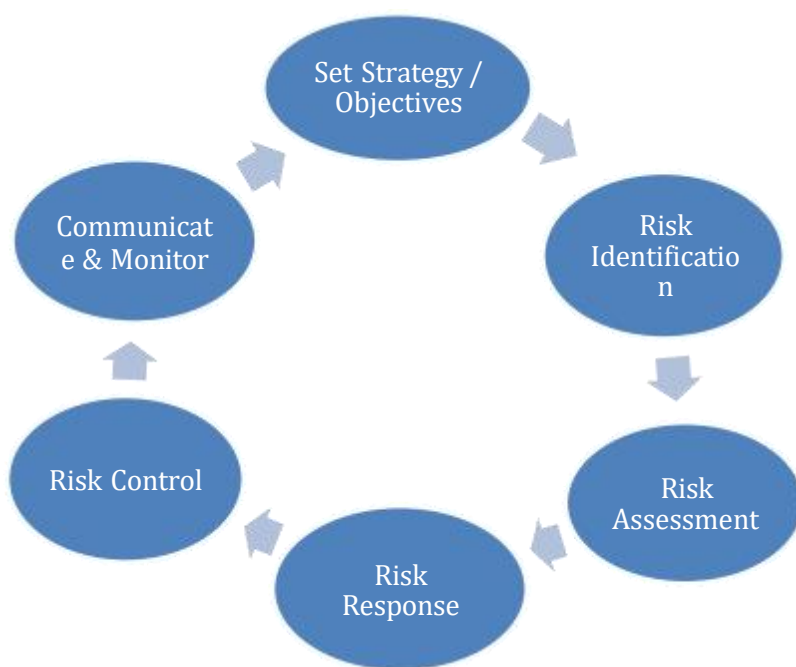 Set Strategy /
Objectives
Risk
Identificatio
n
Risk
Assessment
Risk
Response
Risk Control
Communicat
e & Monitor